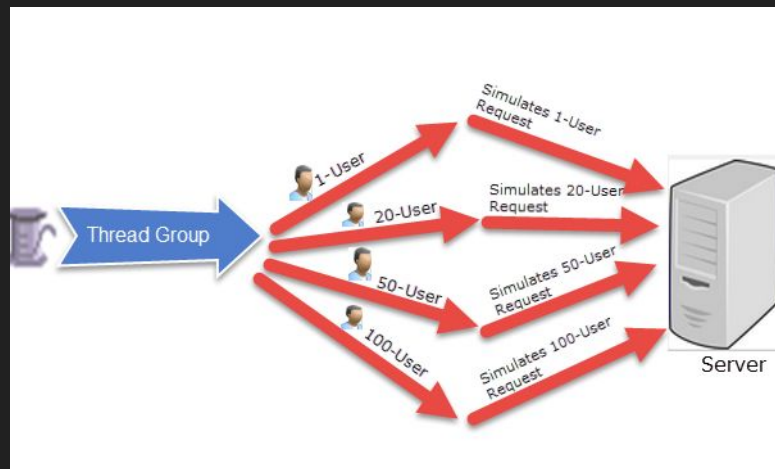 Thread Group
1-User
Simulates 1-User
Request
20-User
Simulates 20-User
Request
50-User
Simulates 50-User
Request
100-User
Simulates 100-User
Request
Server